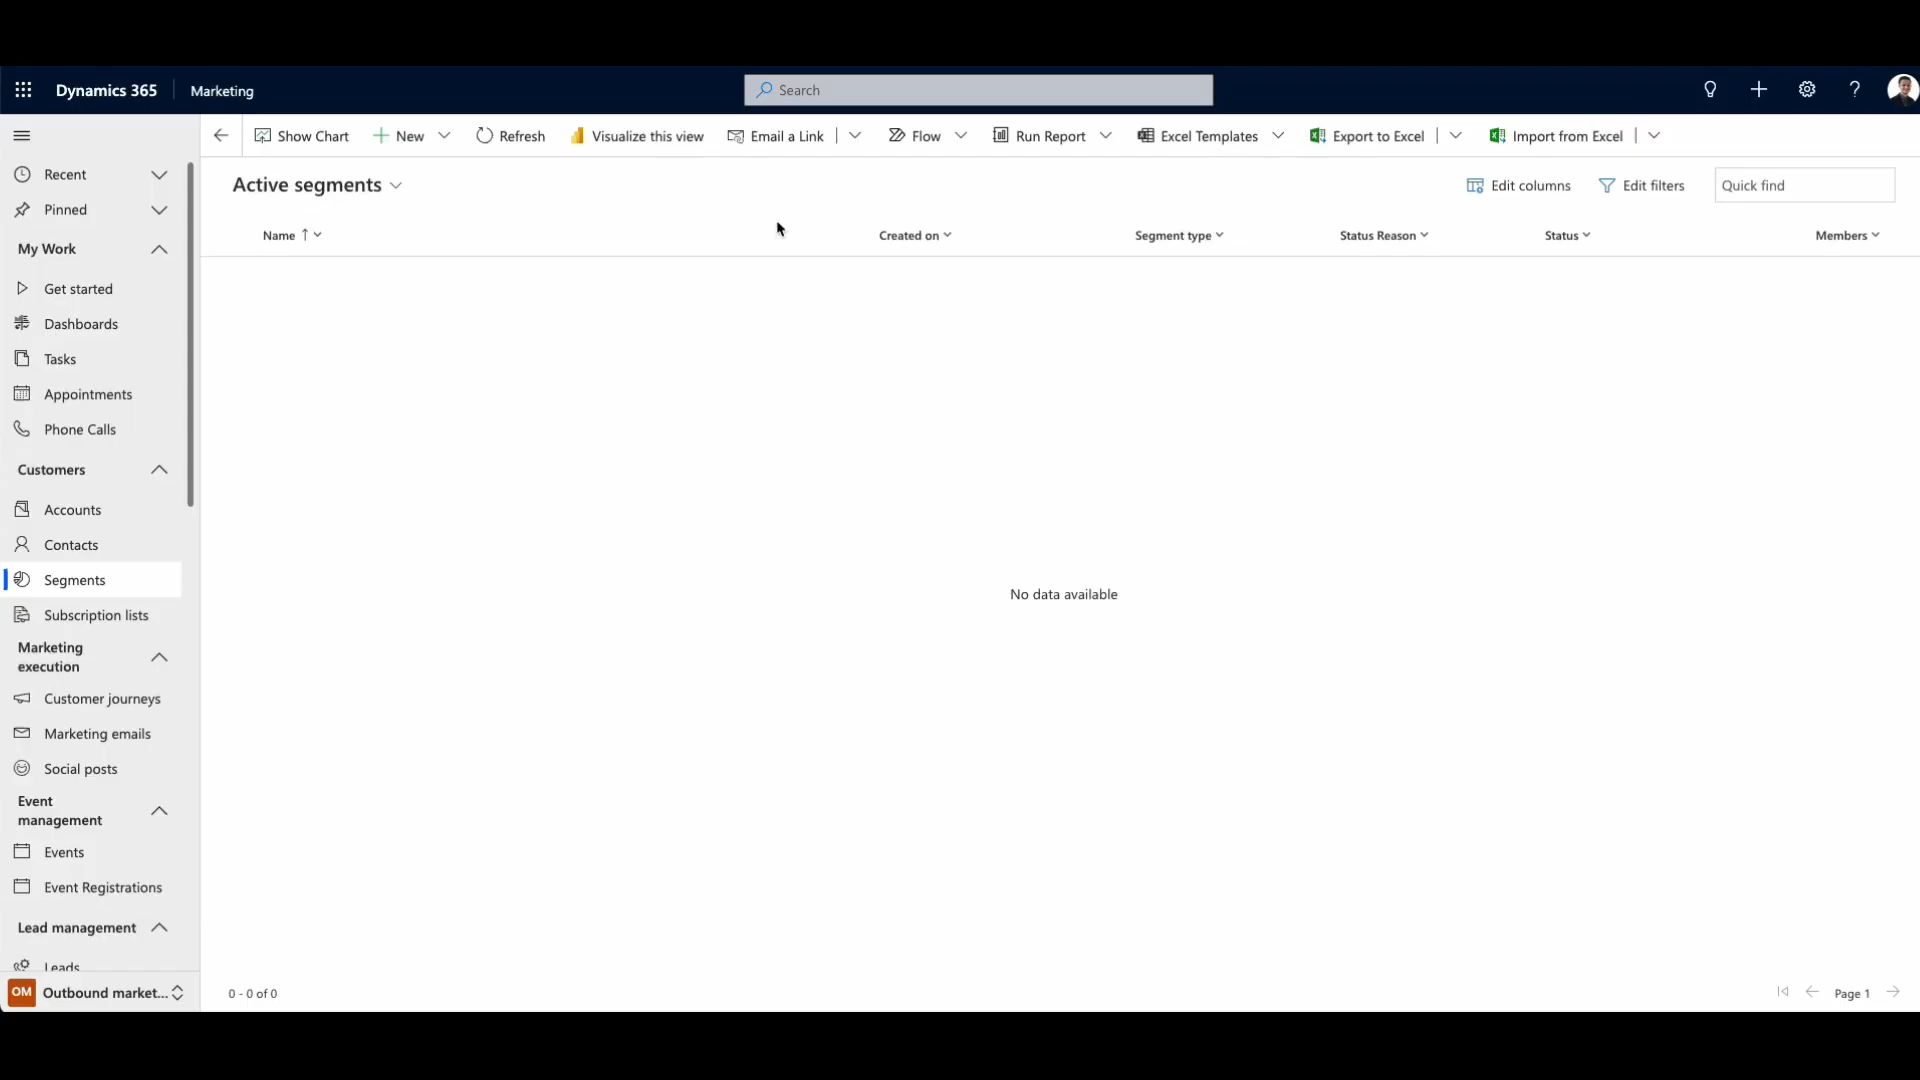 Dynamics 365
Marketing
Search
?
Show Chart
New
Refresh
Visualize this view
Email a Link
Flow
Run Report
Excel Templates
Export to Excel
Import from Excel
Recent
Pinned
My Work
Get started
Dashboards
Tasks
Appointments
Phone Calls
Customers
Accounts
Contacts
Segments
Subscription lists
Marketing
execution
Customer journeys
Marketing emails
Social posts
Event
management
Events
Event Registrations
Lead management
Leads
OM Outbound market...
Active segments
Edit columns
Edit filters
Quick find
Name ↑
Created on
Segment type
Status Reason
Status
Members
No data available
0 - 0 of 0
Page 1